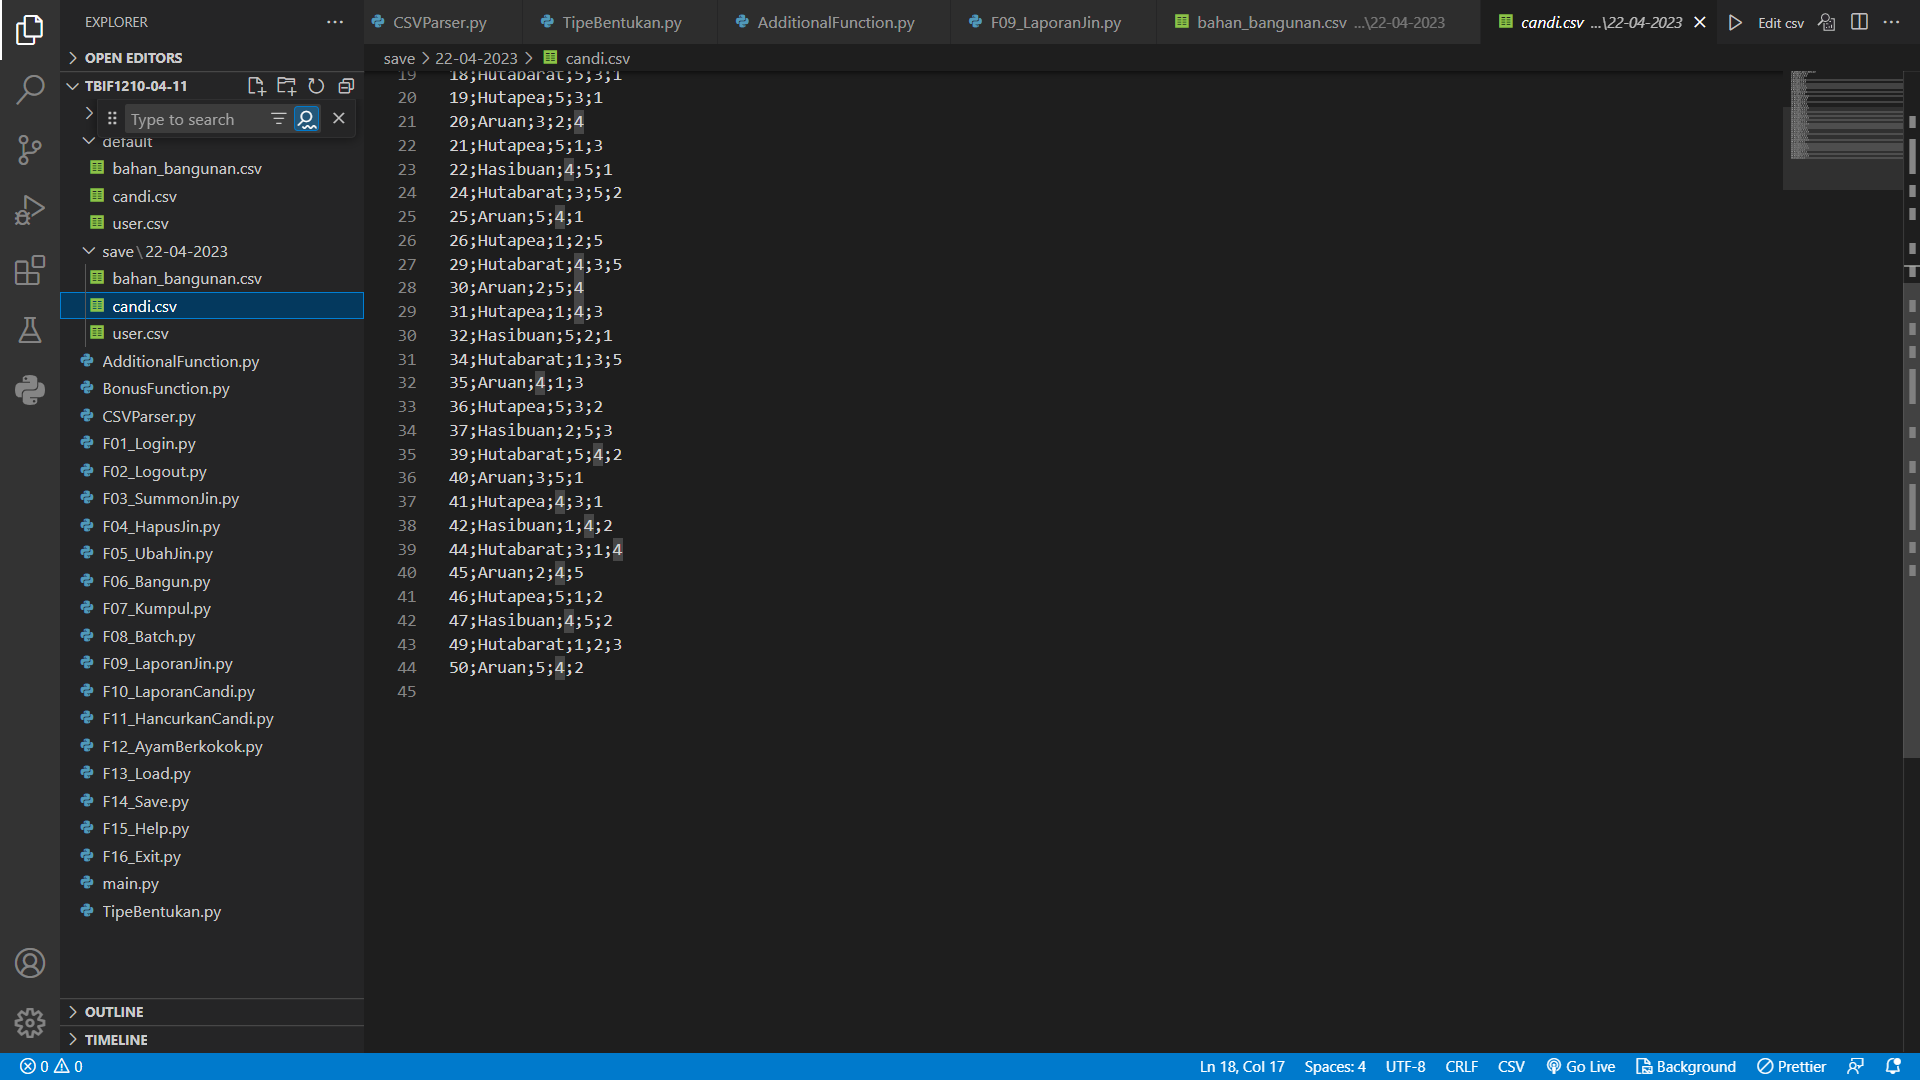 EXPLORER
CSVParser.py
TipeBentukan.py
AdditionalFunction.py
F09_LaporanJin.py
bahan_bangunan.csv ...\22-04-2023
candi.csv ...\22-04-2023
Edit csv
OPEN EDITORS
TBIF1210-04-11
Type to search
default
bahan_bangunan.csv
candi.csv
user.csv
save\22-04-2023
bahan_bangunan.csv
candi.csv
user.csv
AdditionalFunction.py
BonusFunction.py
CSVParser.py
F01_Login.py
F02_Logout.py
F03_SummonJin.py
F04_HapusJin.py
F05_UbahJin.py
F06_Bangun.py
F07_Kumpul.py
F08_Batch.py
F09_LaporanJin.py
F10_LaporanCandi.py
F11_HancurkanCandi.py
F12_AyamBerkokok.py
F13_Load.py
F14_Save.py
F15_Help.py
F16_Exit.py
main.py
TipeBentukan.py
OUTLINE
TIMELINE
save > 22-04-2023 > candi.csv
19 18;Hutabarat;5;3;1
20 19;Hutapea;5;3;1
21 20;Aruan;3;2;4
22 21;Hutapea;5;1;3
23 22;Hasibuan;4;5;1
24 24;Hutabarat;3;5;2
25 25;Aruan;5;4;1
26 26;Hutapea;1;2;5
27 29;Hutabarat;4;3;5
28 30;Aruan;2;5;4
29 31;Hutapea;1;4;3
30 32;Hasibuan;5;2;1
31 34;Hutabarat;1;3;5
32 35;Aruan;4;1;3
33 36;Hutapea;5;3;2
34 37;Hasibuan;2;5;3
35 39;Hutabarat;5;4;2
36 40;Aruan;3;5;1
37 41;Hutapea;4;3;1
38 42;Hasibuan;1;4;2
39 44;Hutabarat;3;1;4
40 45;Aruan;2;4;5
41 46;Hutapea;5;1;2
42 47;Hasibuan;4;5;2
43 49;Hutabarat;1;2;3
44 50;Aruan;5;4;2
45
0 0
Ln 18, Col 17
Spaces: 4
UTF-8
CRLF
CSV
Go Live
Background
Prettier